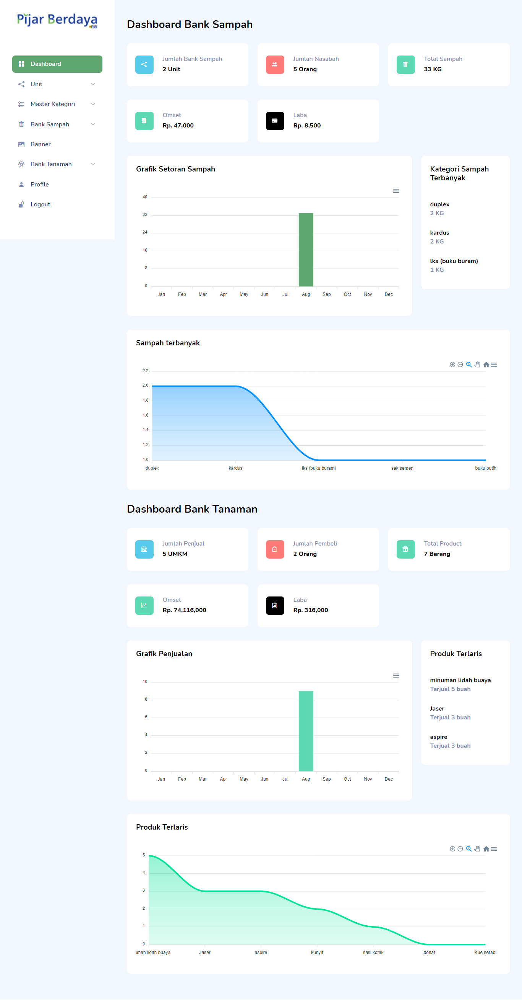 Pijar Berdaya
PJB
Dashboard
Unit
Master Kategori
Bank Sampah
Banner
Bank Tanaman
Profile
Logout
Dashboard Bank Sampah
Jumlah Bank Sampah
2 Unit
Jumlah Nasabah
5 Orang
Total Sampah
33 KG
Omset
Rp. 47,000
Laba
Rp. 8,500
Grafik Setoran Sampah
40
32
24
16
8
0
Jan Feb Mar Apr May Jun Jul Aug Sep Oct Nov Dec
Kategori Sampah
Terbanyak
duplex
2 KG
kardus
2 KG
lks (buku buram)
1 KG
Sampah terbanyak
2.2
2.0
1.8
1.6
1.4
1.2
1.0
duplex kardus lks (buku buram) sak semen buku putih
Dashboard Bank Tanaman
Jumlah Penjual
5 UMKM
Jumlah Pembeli
2 Orang
Total Product
7 Barang
Omset
Rp. 74,116,000
Laba
Rp. 316,000
Grafik Penjualan
10
8
6
4
2
0
Jan Feb Mar Apr May Jun Jul Aug Sep Oct Nov Dec
Produk Terlaris
minuman lidah buaya
Terjual 5 buah
Jaser
Terjual 3 buah
aspire
Terjual 3 buah
Produk Terlaris
5
4
3
2
1
0
uman lidah buaya Jaser aspire kunyit nasi kotak donat Kue serabi